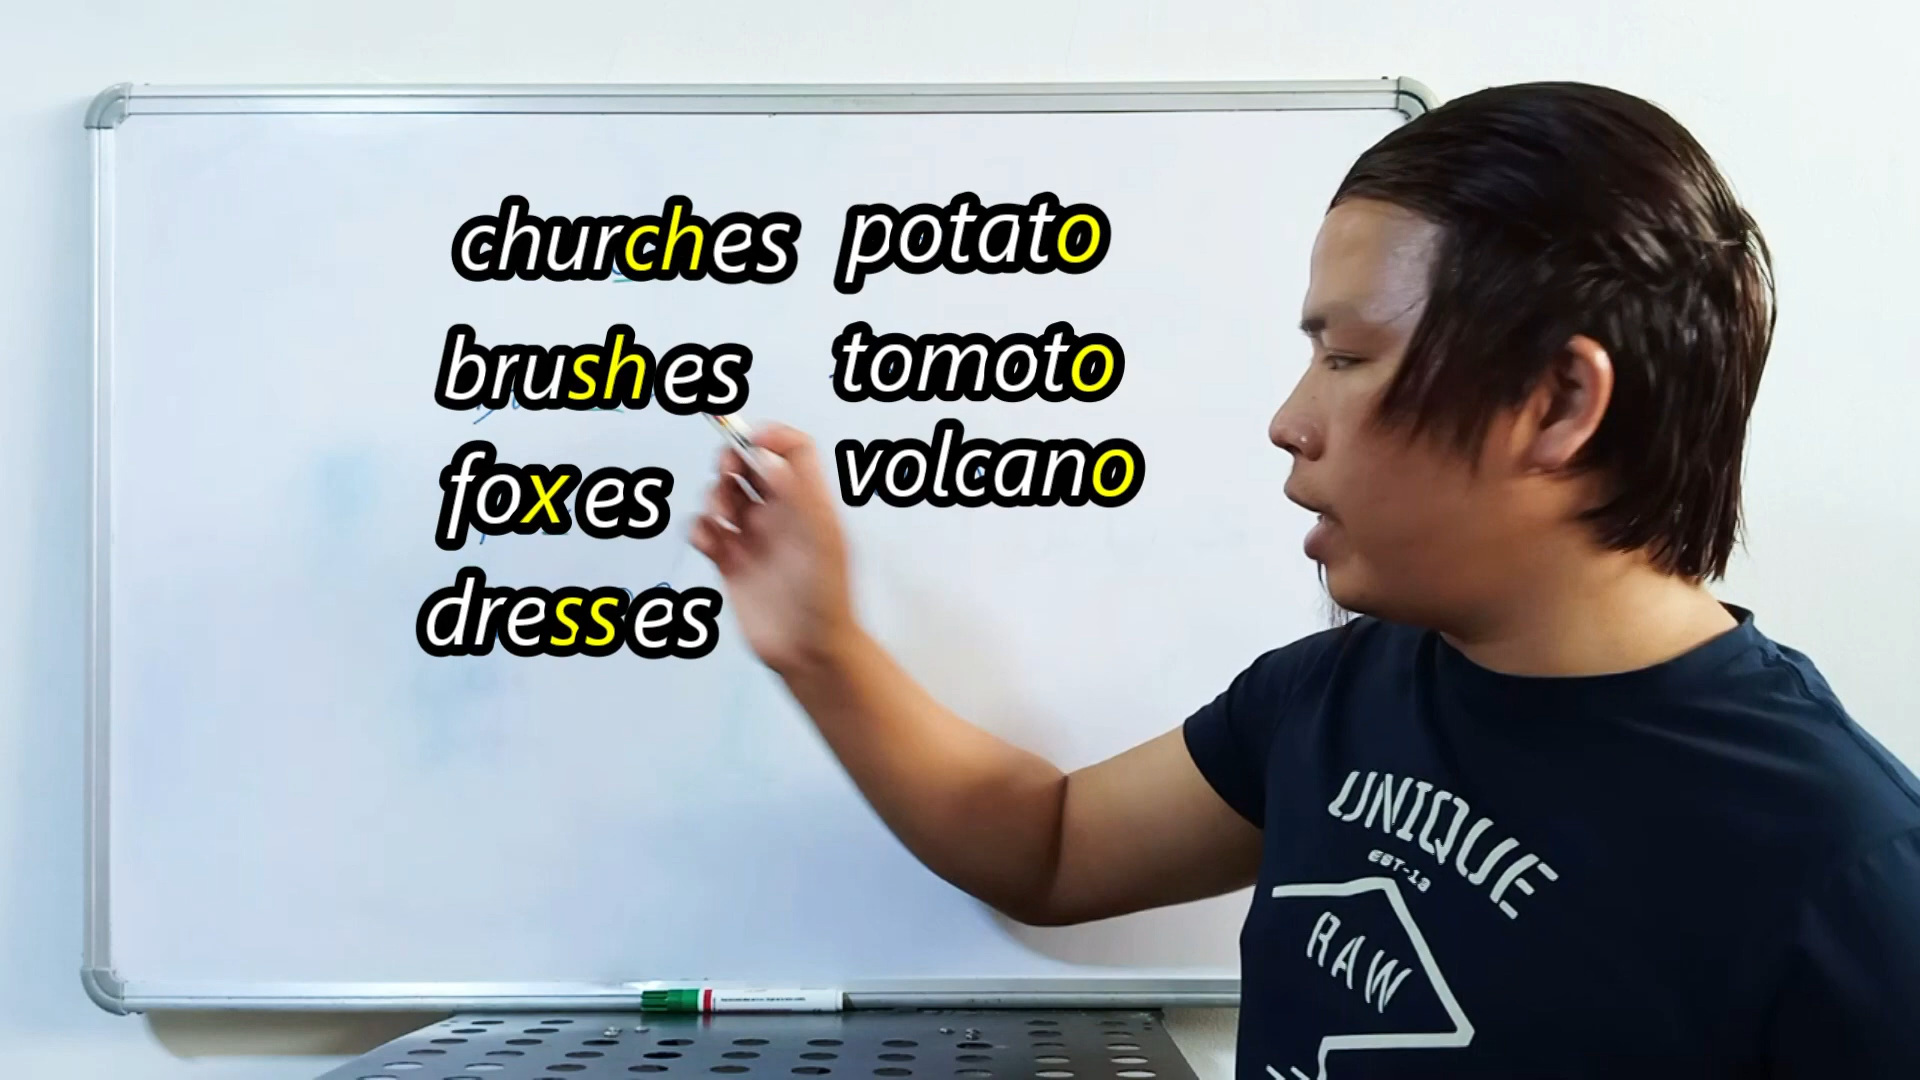 churches potato
brushes tomoto
foxes volcano
dresses
UNIQUE
EST-13
RAW